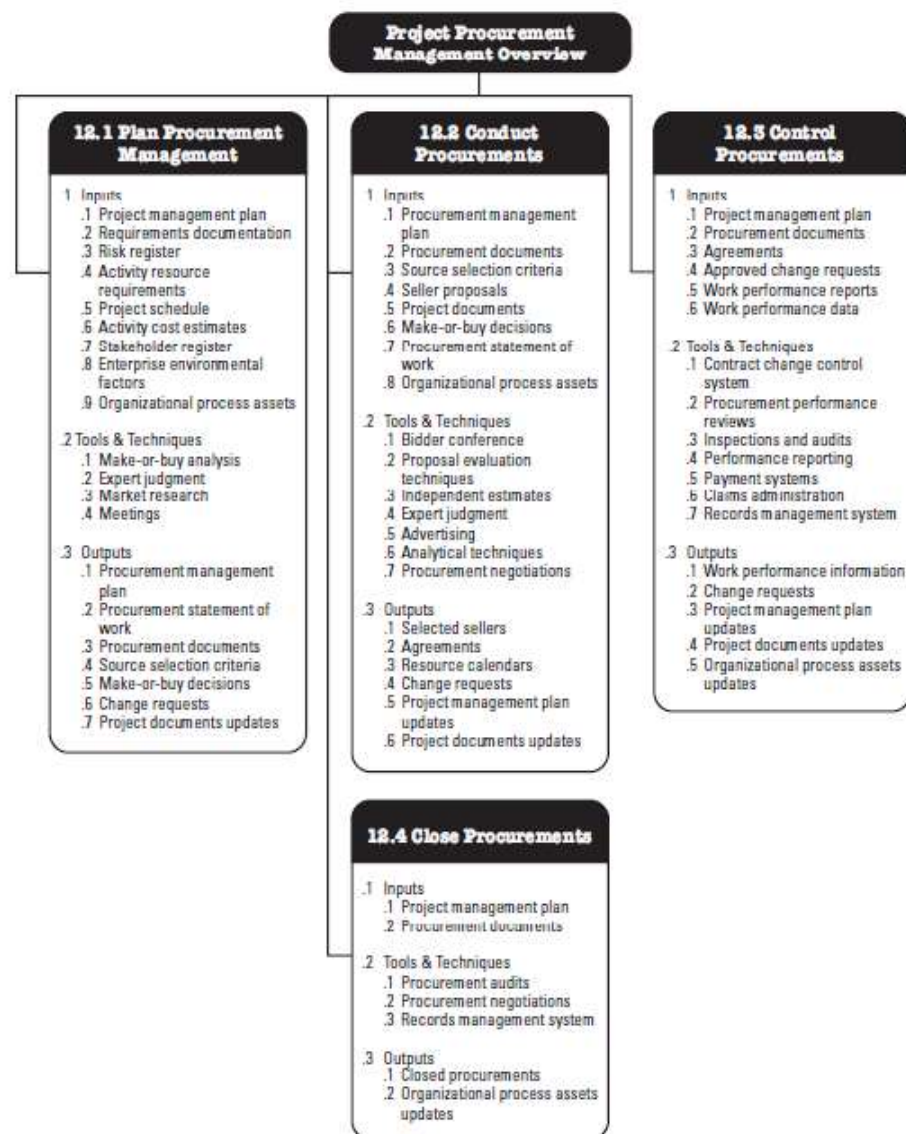 Project Procurement
Management Overview
12.1 Plan Procurement
Management
1 Inputs
.1 Project management plan
.2 Requirements documentation
.3 Risk register
.4 Activity resource
requirements
.5 Project schedule
.6 Activity cost estimates
.7 Stakeholder register
.8 Enterprise environmental
factors
.9 Organizational process assets
.2 Tools & Techniques
.1 Make-or-buy analysis
.2 Expert judgment
.3 Market research
.4 Meetings
.3 Outputs
.1 Procurement management
plan
.2 Procurement statement of
work
.3 Procurement documents
.4 Source selection criteria
.5 Make-or-buy decisions
.6 Change requests
.7 Project documents updates
12.2 Conduct
Procurements
1 Inputs
.1 Procurement management
plan
.2 Procurement documents
.3 Source selection criteria
.4 Seller proposals
.5 Project documents
.6 Make-or-buy decisions
.7 Procurement statement of
work
.8 Organizational process assets
.2 Tools & Techniques
.1 Bidder conference
.2 Proposal evaluation
techniques
.3 Independent estimates
.4 Expert judgment
.5 Advertising
.6 Analytical techniques
.7 Procurement negotiations
.3 Outputs
.1 Selected sellers
.2 Agreements
.3 Resource calendars
.4 Change requests
.5 Project management plan
updates
.6 Project documents updates
12.3 Control
Procurements
1 Inputs
.1 Project management plan
.2 Procurement documents
.3 Agreements
.4 Approved change requests
.5 Work performance reports
.6 Work performance data
.2 Tools & Techniques
.1 Contract change control
system
.2 Procurement performance
reviews
.3 Inspections and audits
.4 Performance reporting
.5 Payment systems
.6 Claims administration
.7 Records management system
.3 Outputs
.1 Work performance information
.2 Change requests
.3 Project management plan
updates
.4 Project documents updates
.5 Organizational process assets
updates
12.4 Close Procurements
.1 Inputs
.1 Project management plan
.2 Procurement documents
.2 Tools & Techniques
.1 Procurement audits
.2 Procurement negotiations
.3 Records management system
.3 Outputs
.1 Closed procurements
.2 Organizational process assets
updates